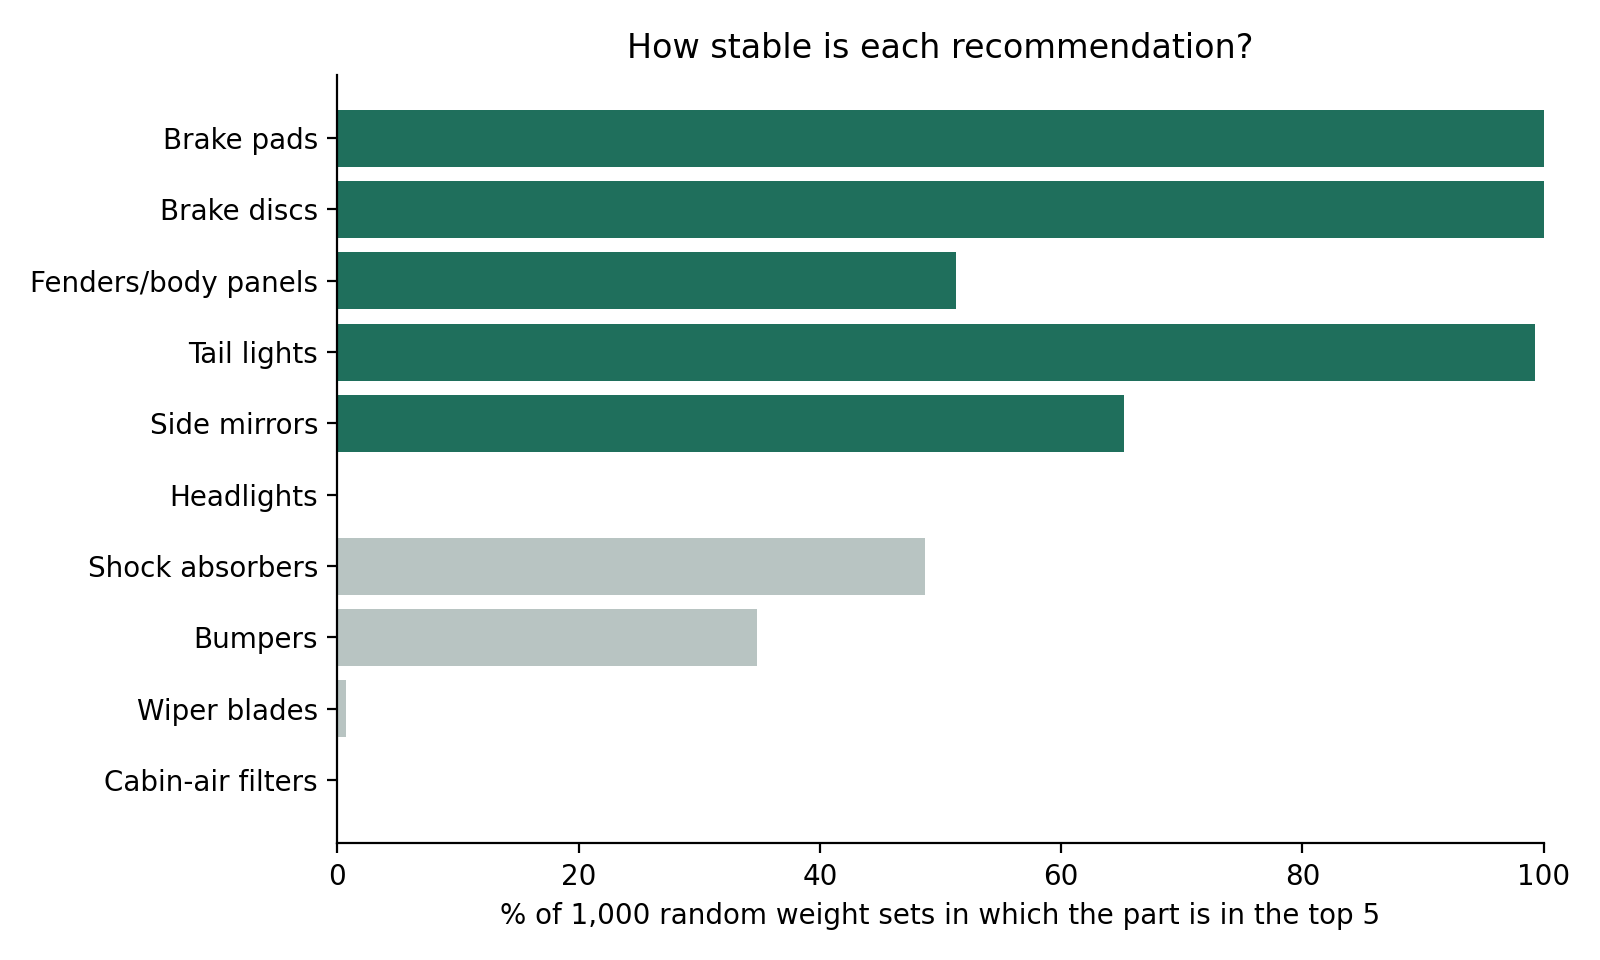 How stable is each recommendation?
Brake pads
Brake discs
Fenders/body panels
Tail lights
Side mirrors
Headlights
Shock absorbers
Bumpers
Wiper blades
Cabin-air filters
0 20 40 60 80 100
% of 1,000 random weight sets in which the part is in the top 5